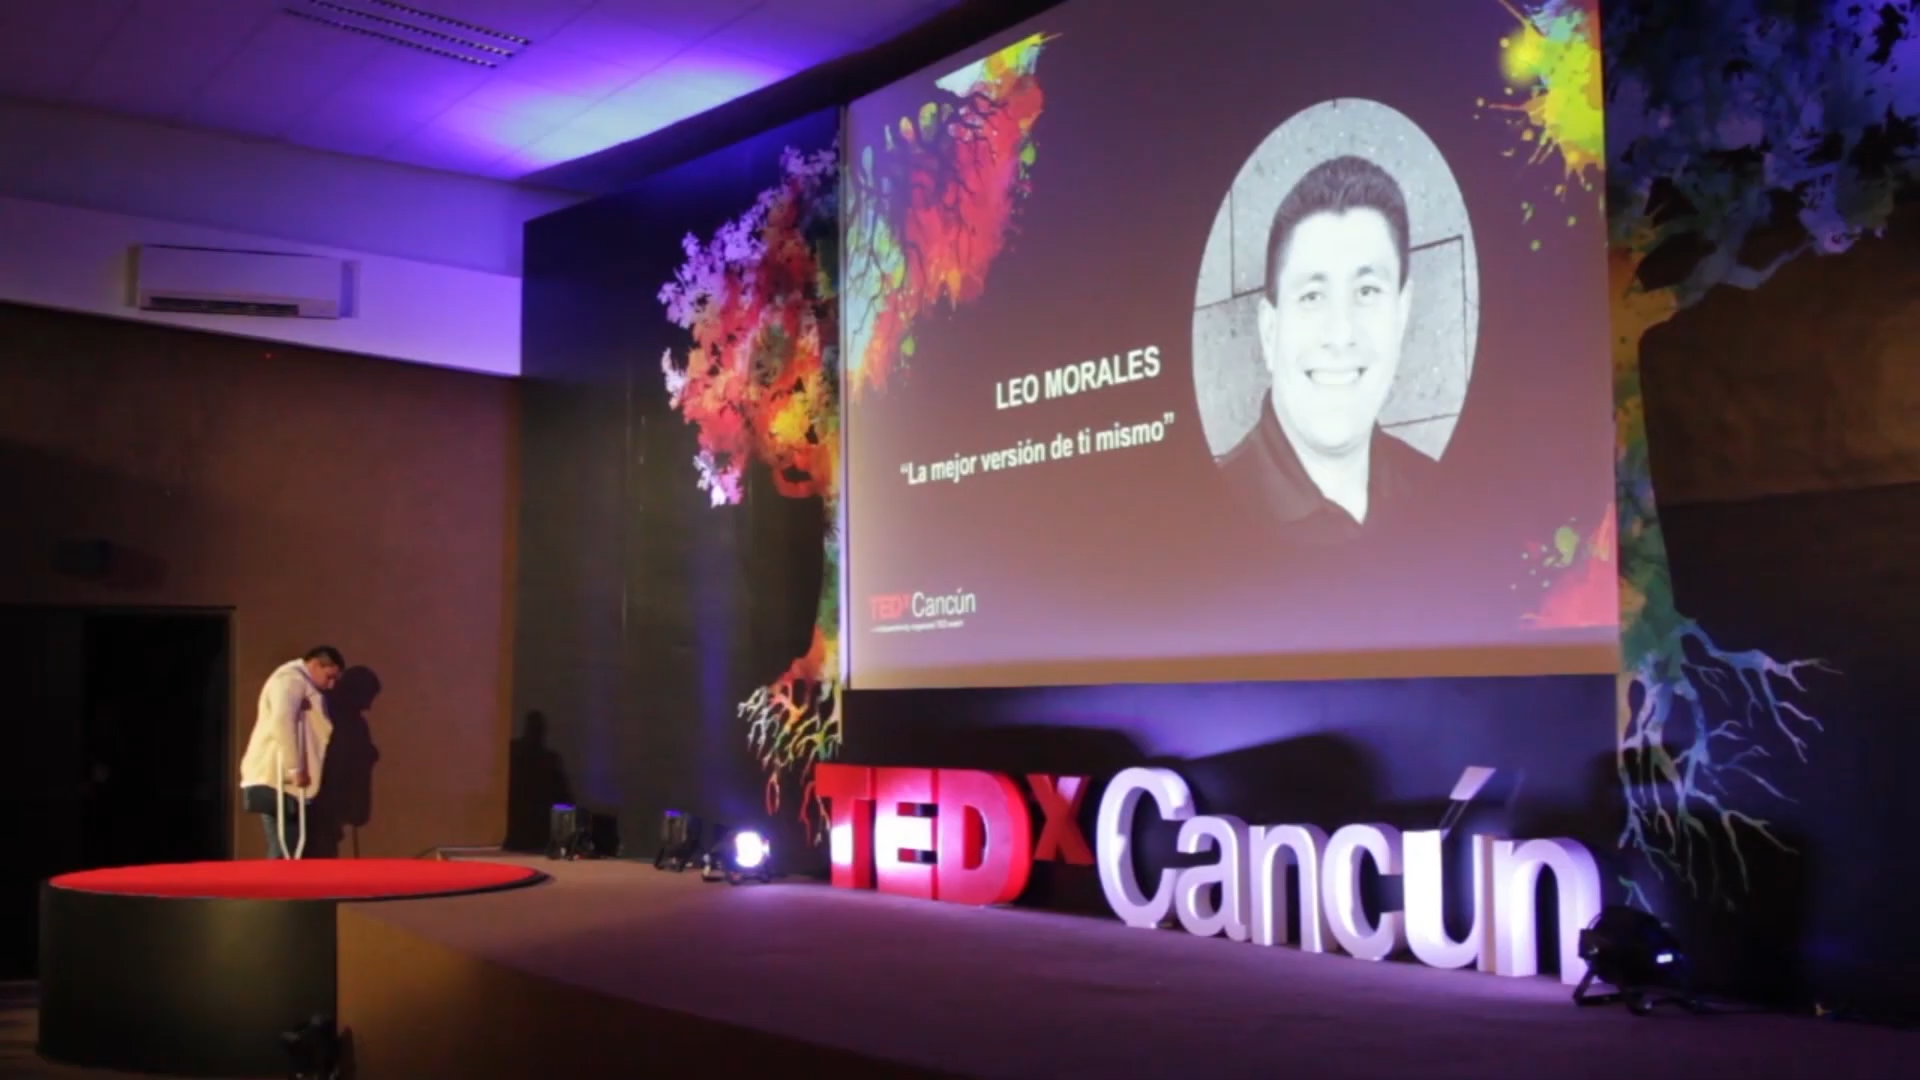 LEO MORALES
“La mejor versión de ti mismo”
TEDx Cancún
TEDx Cancún